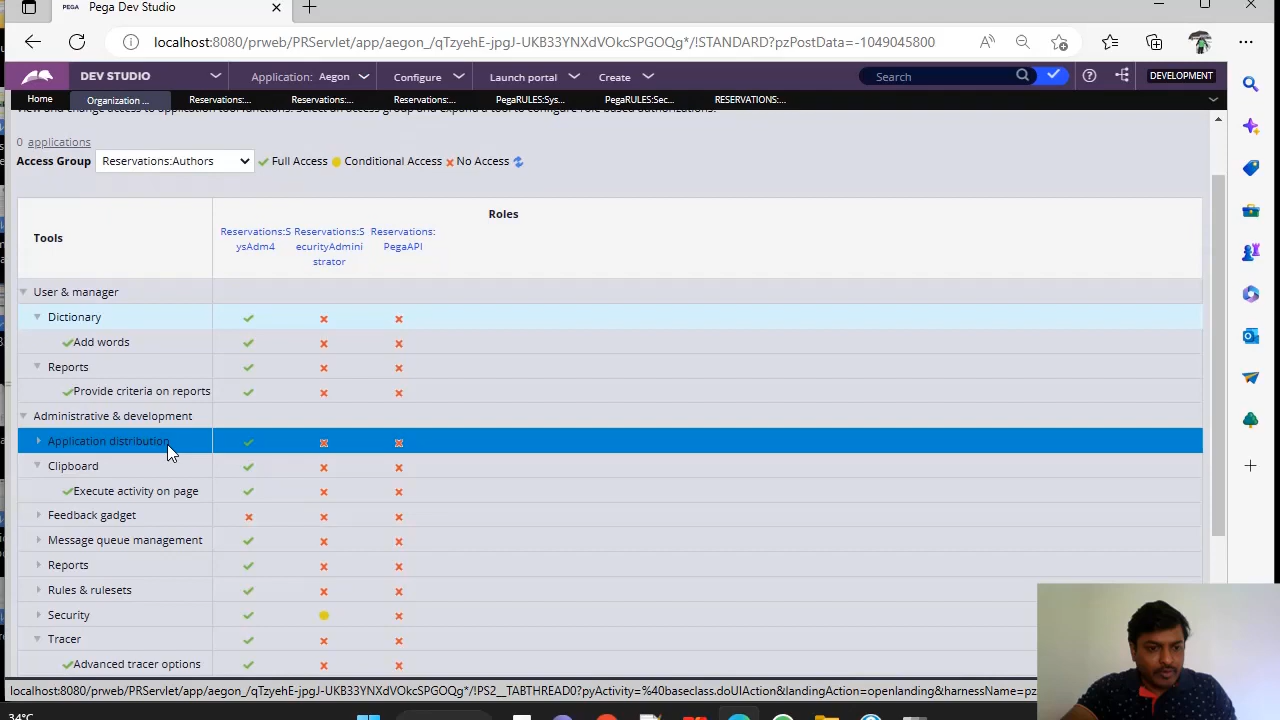 PEGA Pega Dev Studio
localhost:8080/prweb/PRServlet/app/aegon_/qTzyehE-jpgJ-UKB33YNXdVOkcSPGOQg*/!STANDARD?pzPostData=-1049045800
DEV STUDIO Application: Aegon Configure Launch portal Create Search DEVELOPMENT
Home Organization ... Reservations:... Reservations:... Reservations:... PegaRULES:Sys... PegaRULES:Sec... RESERVATIONS:...
0 applications
Access Group Reservations:Authors Full Access Conditional Access No Access
Roles
Tools
Reservations:S Reservations:S Reservations:
ysAdm4 ecurityAdmini PegaAPI
strator
User & manager
Dictionary
Add words
Reports
Provide criteria on reports
Administrative & development
Application distribution
Clipboard
Execute activity on page
Feedback gadget
Message queue management
Reports
Rules & rulesets
Security
Tracer
Advanced tracer options
localhost:8080/prweb/PRServlet/app/aegon_/qTzyehE-jpgJ-UKB33YNXdVOkcSPGOQg*/!PS2__TABTHREAD0?pyActivity=%40baseclass.doUIAction&landingAction=openlanding&harnessName=pz
34°C